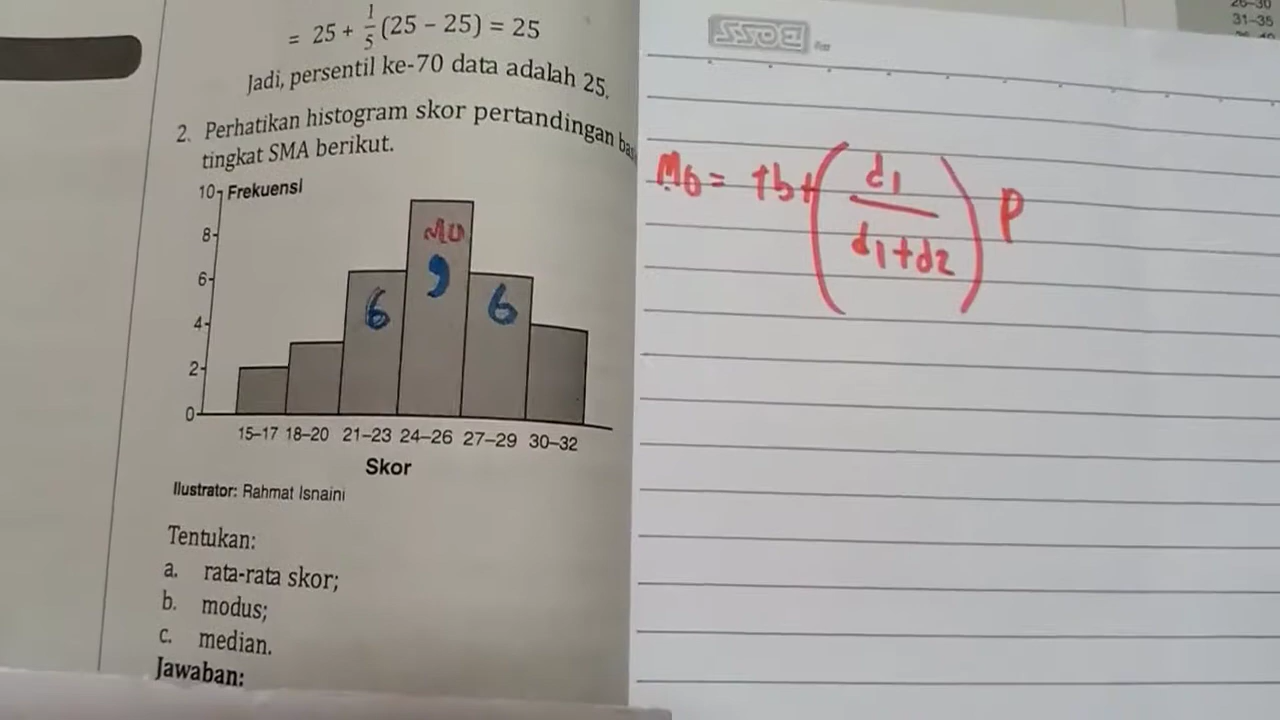 = 25 + 1/5 (25 − 25) = 25
Jadi, persentil ke-70 data adalah 25.
2. Perhatikan histogram skor pertandingan
tingkat SMA berikut.
10 Frekuensi
8
6
4
2
0
Mo
6 9 6
15–17 18–20 21–23 24–26 27–29 30–32
Skor
Ilustrator: Rahmat Isnaini
Tentukan:
a. rata-rata skor;
b. modus;
c. median.
Jawaban:
BOSS
Mo = Tb + (d1 / d1+d2) P
26–30
31–35